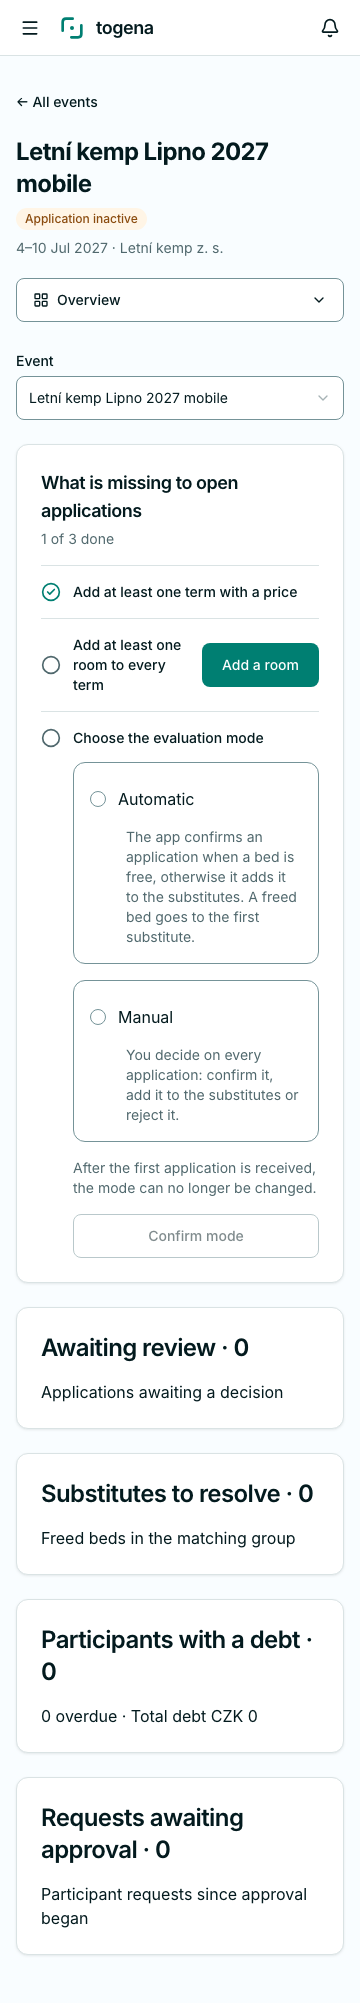 togena
← All events
Letní kemp Lipno 2027
mobile
Application inactive
4–10 Jul 2027 · Letní kemp z. s.
Overview
Event
Letní kemp Lipno 2027 mobile
What is missing to open
applications
1 of 3 done
Add at least one term with a price
Add at least one
room to every
term
Add a room
Choose the evaluation mode
Automatic
The app confirms an
application when a bed is
free, otherwise it adds it
to the substitutes. A freed
bed goes to the first
substitute.
Manual
You decide on every
application: confirm it,
add it to the substitutes or
reject it.
After the first application is received,
the mode can no longer be changed.
Confirm mode
Awaiting review · 0
Applications awaiting a decision
Substitutes to resolve · 0
Freed beds in the matching group
Participants with a debt ·
0
0 overdue · Total debt CZK 0
Requests awaiting
approval · 0
Participant requests since approval
began